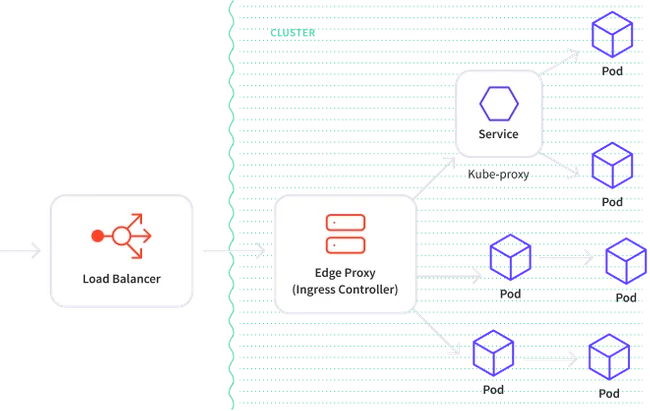 CLUSTER
Pod
Service
Kube-proxy
Pod
Load Balancer
Edge Proxy
(Ingress Controller)
Pod
Pod
Pod
Pod